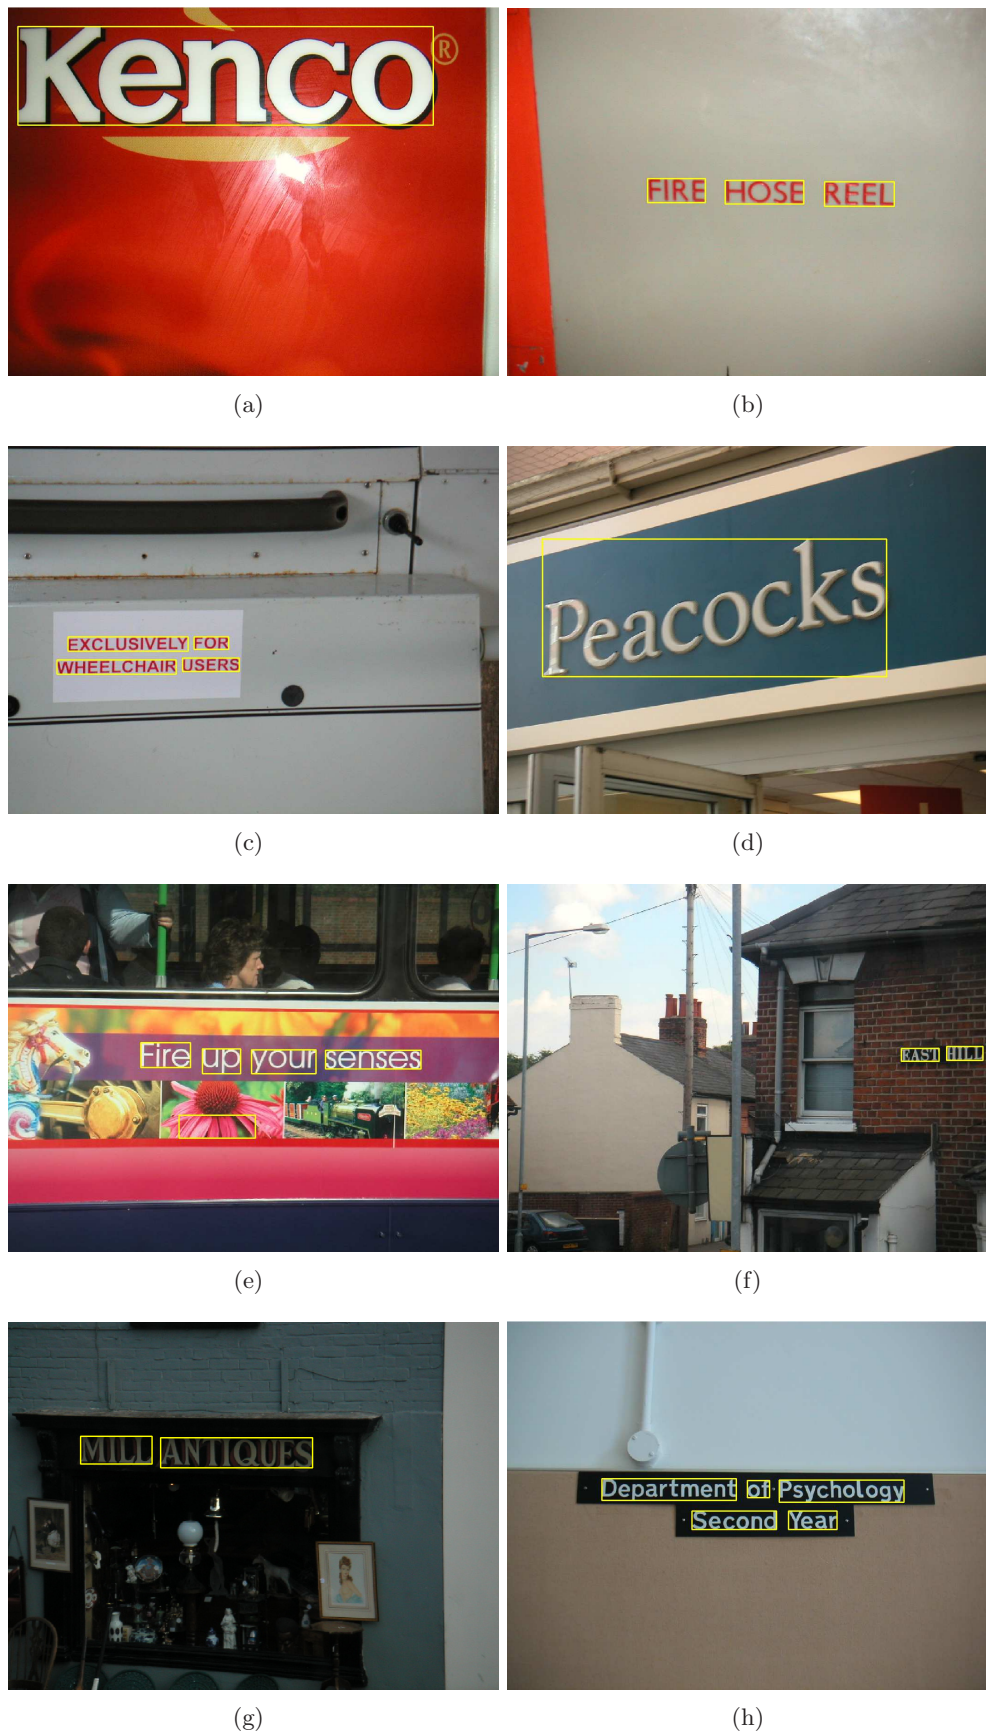 Kenco ®
(a)
FIRE HOSE REEL
(b)
EXCLUSIVELY FOR
WHEELCHAIR USERS
(c)
Peacocks
(d)
Fire up your senses
(e)
EAST HILL
(f)
MILL ANTIQUES
(g)
Department of Psychology
Second Year
(h)